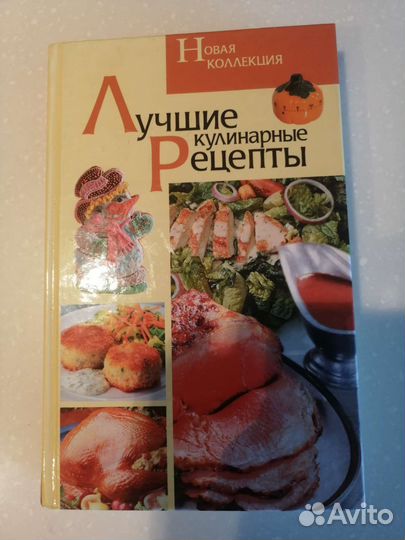 Новая
коллекция
Лучшие
кулинарные
Рецепты
Avito